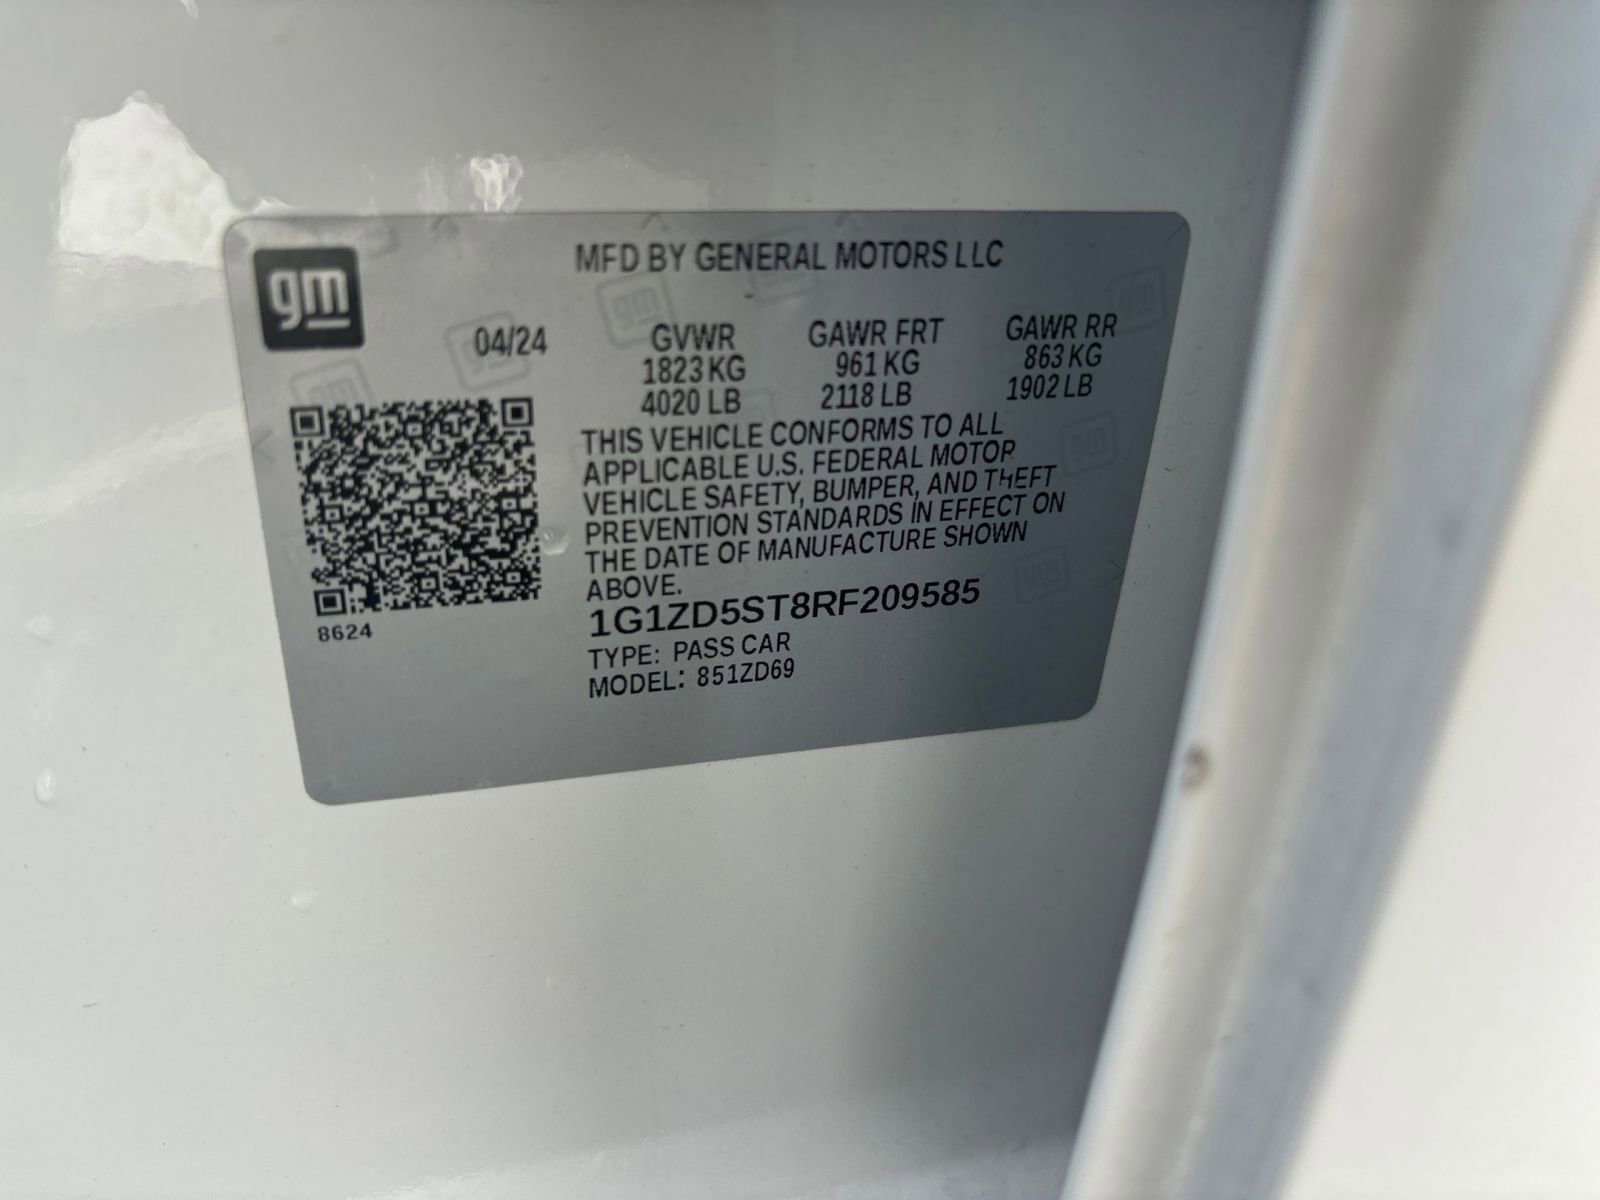 gm
MFD BY GENERAL MOTORS LLC
04/24 GVWR GAWR FRT GAWR RR
1823 KG 961 KG 863 KG
4020 LB 2118 LB 1902 LB
THIS VEHICLE CONFORMS TO ALL
APPLICABLE U.S. FEDERAL MOTOR
VEHICLE SAFETY, BUMPER, AND THEFT
PREVENTION STANDARDS IN EFFECT ON
THE DATE OF MANUFACTURE SHOWN
ABOVE.
1G1ZD5ST8RF209585
8624
TYPE: PASS CAR
MODEL: 851ZD69